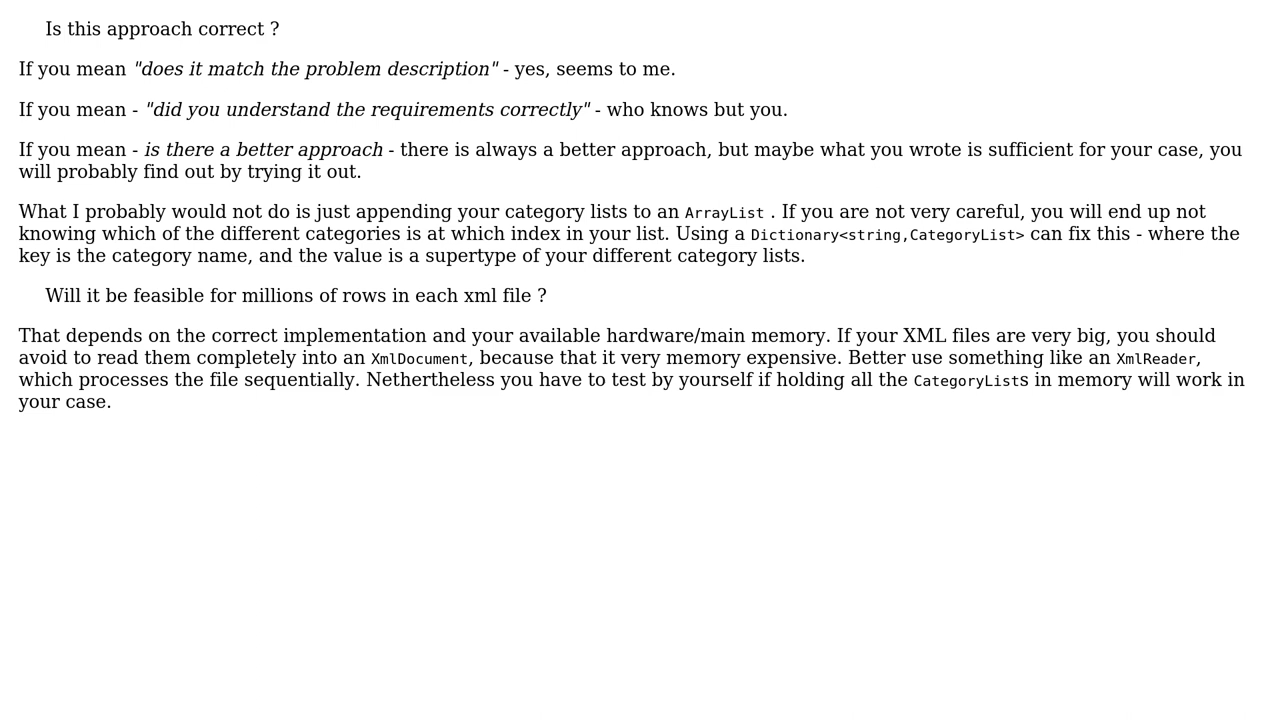 Is this approach correct ?
If you mean "does it match the problem description" - yes, seems to me.
If you mean - "did you understand the requirements correctly" - who knows but you.
If you mean - is there a better approach - there is always a better approach, but maybe what you wrote is sufficient for your case, you
will probably find out by trying it out.
What I probably would not do is just appending your category lists to an ArrayList . If you are not very careful, you will end up not
knowing which of the different categories is at which index in your list. Using a Dictionary<string,CategoryList> can fix this - where the
key is the category name, and the value is a supertype of your different category lists.
Will it be feasible for millions of rows in each xml file ?
That depends on the correct implementation and your available hardware/main memory. If your XML files are very big, you should
avoid to read them completely into an XmlDocument, because that it very memory expensive. Better use something like an XmlReader,
which processes the file sequentially. Nethertheless you have to test by yourself if holding all the CategoryLists in memory will work in
your case.